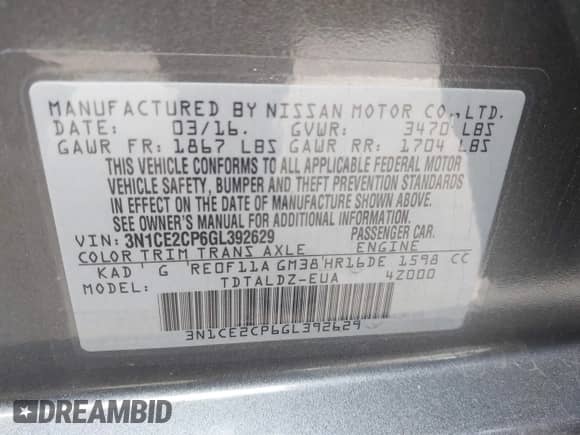 MANUFACTURED BY NISSAN MOTOR CO., LTD.
DATE: 03/16. GVWR: 3470 LBS
GAWR FR: 1867 LBS GAWR RR: 1704 LBS
THIS VEHICLE CONFORMS TO ALL APPLICABLE FEDERAL MOTOR
VEHICLE SAFETY, BUMPER AND THEFT PREVENTION STANDARDS
IN EFFECT ON THE DATE OF MANUFACTURE SHOWN ABOVE.
SEE OWNER'S MANUAL FOR ADDITIONAL INFORMATION.
VIN: 3N1CE2CP6GL392629 PASSENGER CAR.
COLOR TRIM TRANS AXLE ENGINE
KAD G RE0F11A GM38 HR16DE 1598 CC
MODEL: TDTALDZ-EUA 4Z000
3N1CE2CP6GL392629
DREAMBID